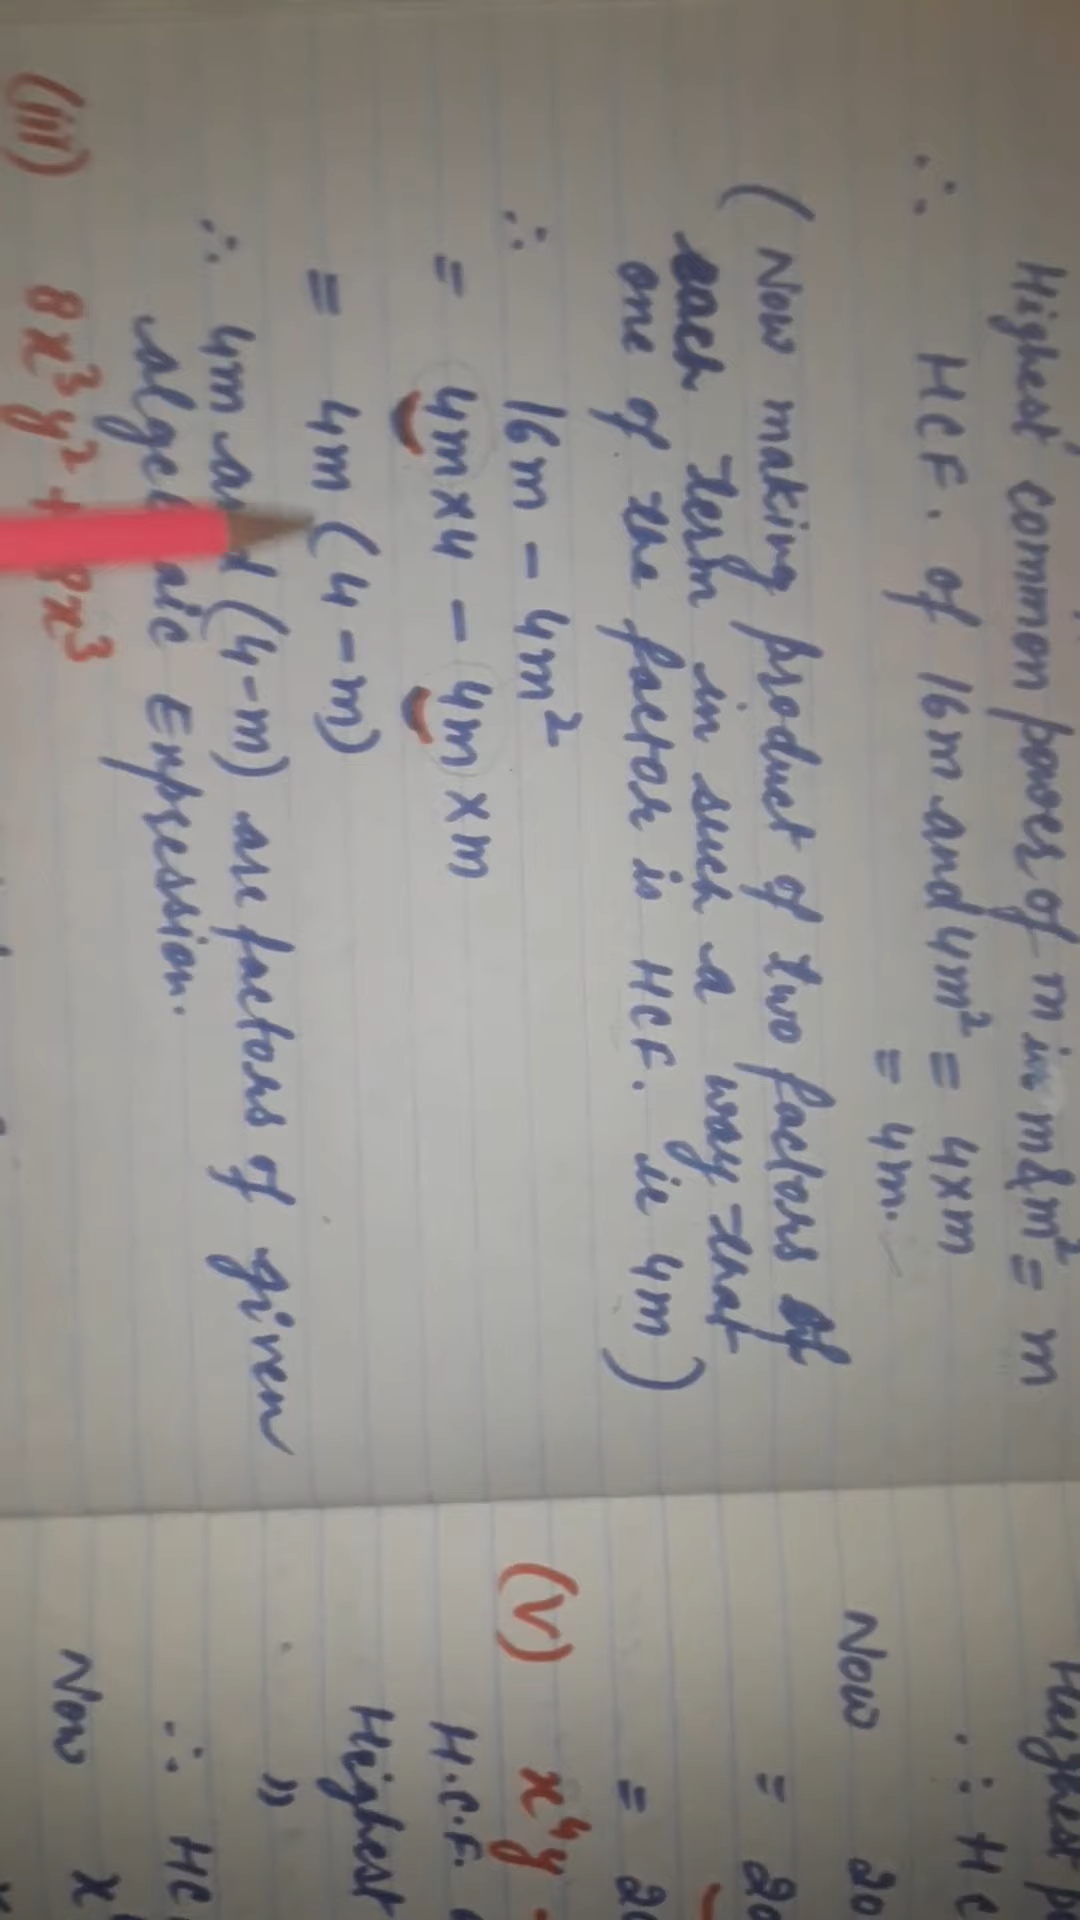 Highest common power of m in m & m² = m
∴ HCF. of 16m and 4m² = 4×m
= 4m.
(Now making product of two factors of
each term in such a way that
one of the factor is HCF. ie 4m)
∴ 16m - 4m²
= 4m×4 - 4m×m
= 4m(4-m)
∴ 4m and (4-m) are factors of given
algebraic Expression.
(iii) 8x³y² + 8x³
Highest
∴ HC
Now 20
= 20
= 20
(v) x⁴y -
H.C.F.
Highest
"
∴ HC
Now x